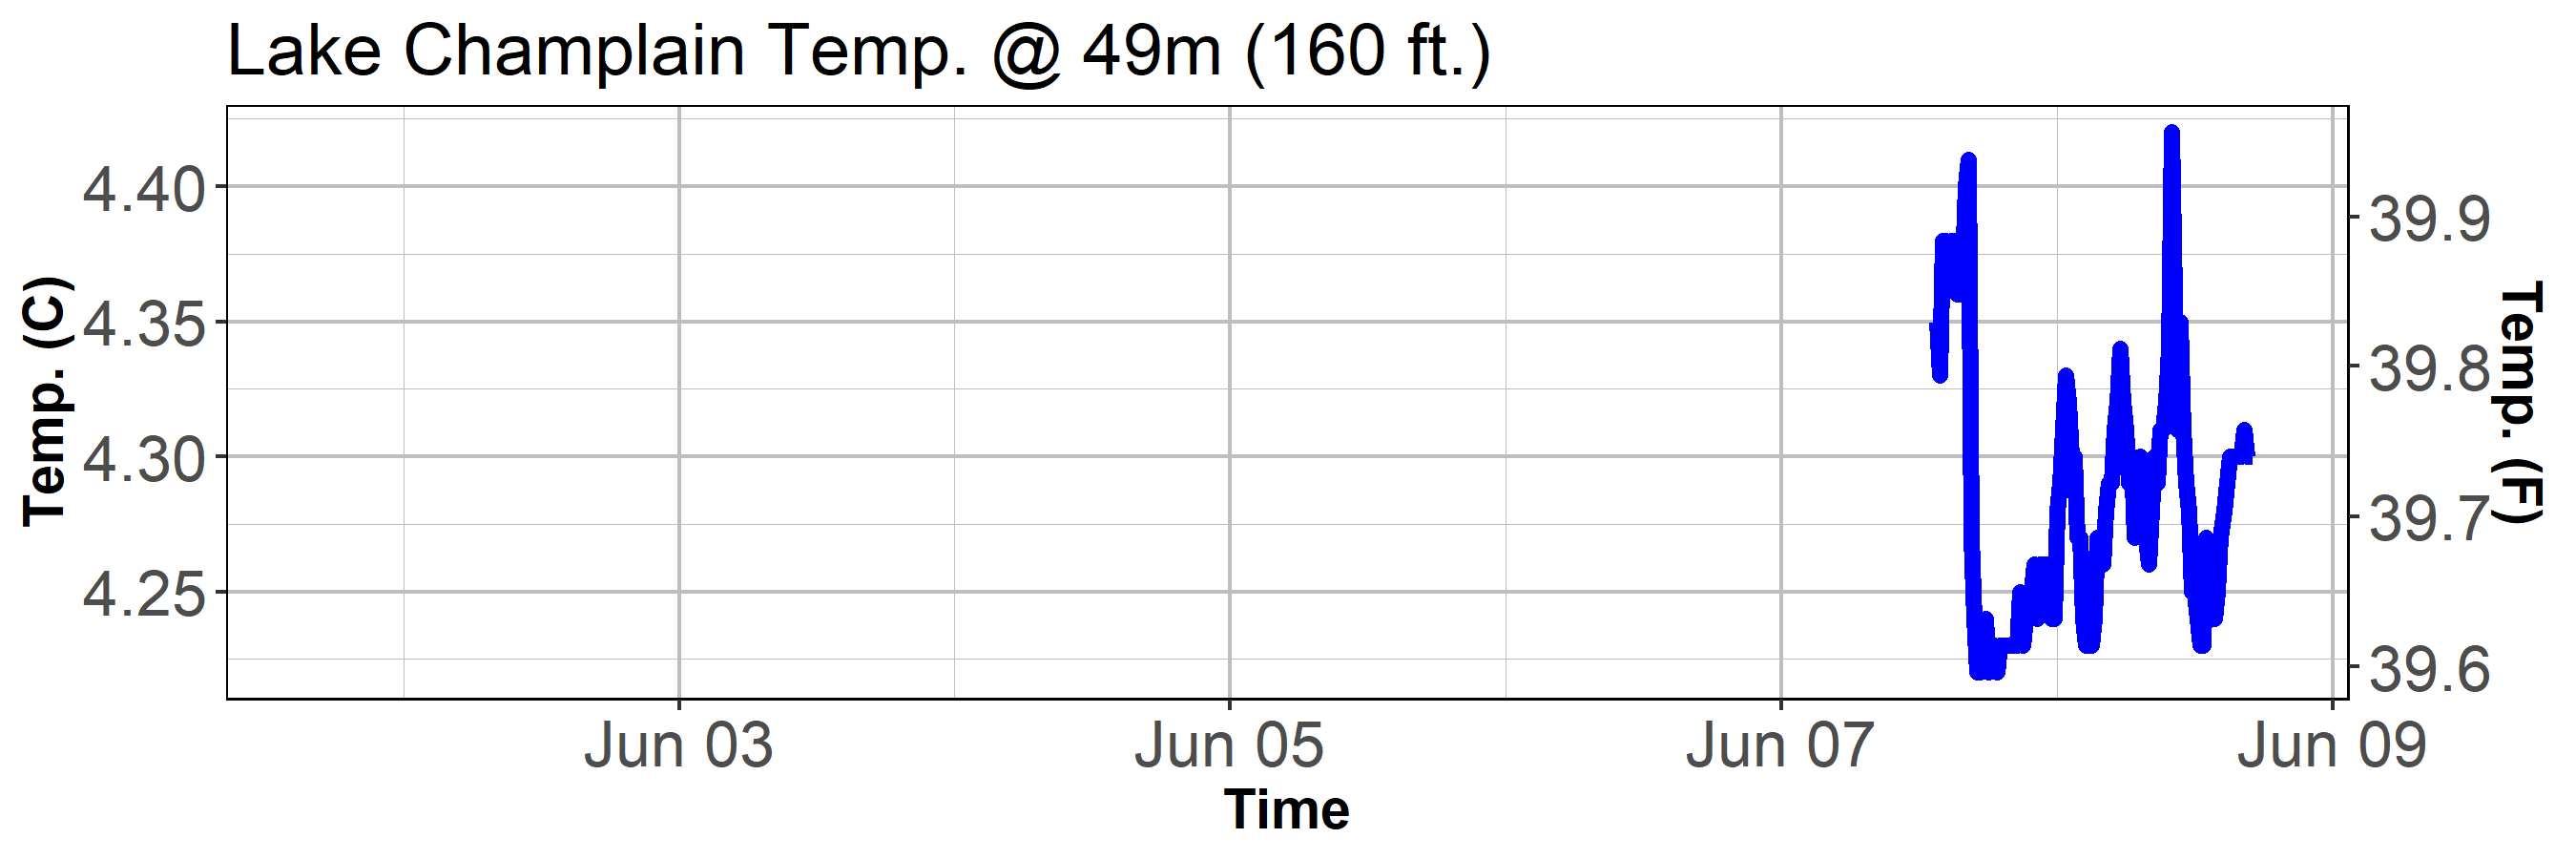 Lake Champlain Temp. @ 49m (160 ft.)
Temp. (C)
4.40
4.35
4.30
4.25
39.9
39.8
39.7
39.6
Temp. (F)
Jun 03
Jun 05
Jun 07
Jun 09
Time